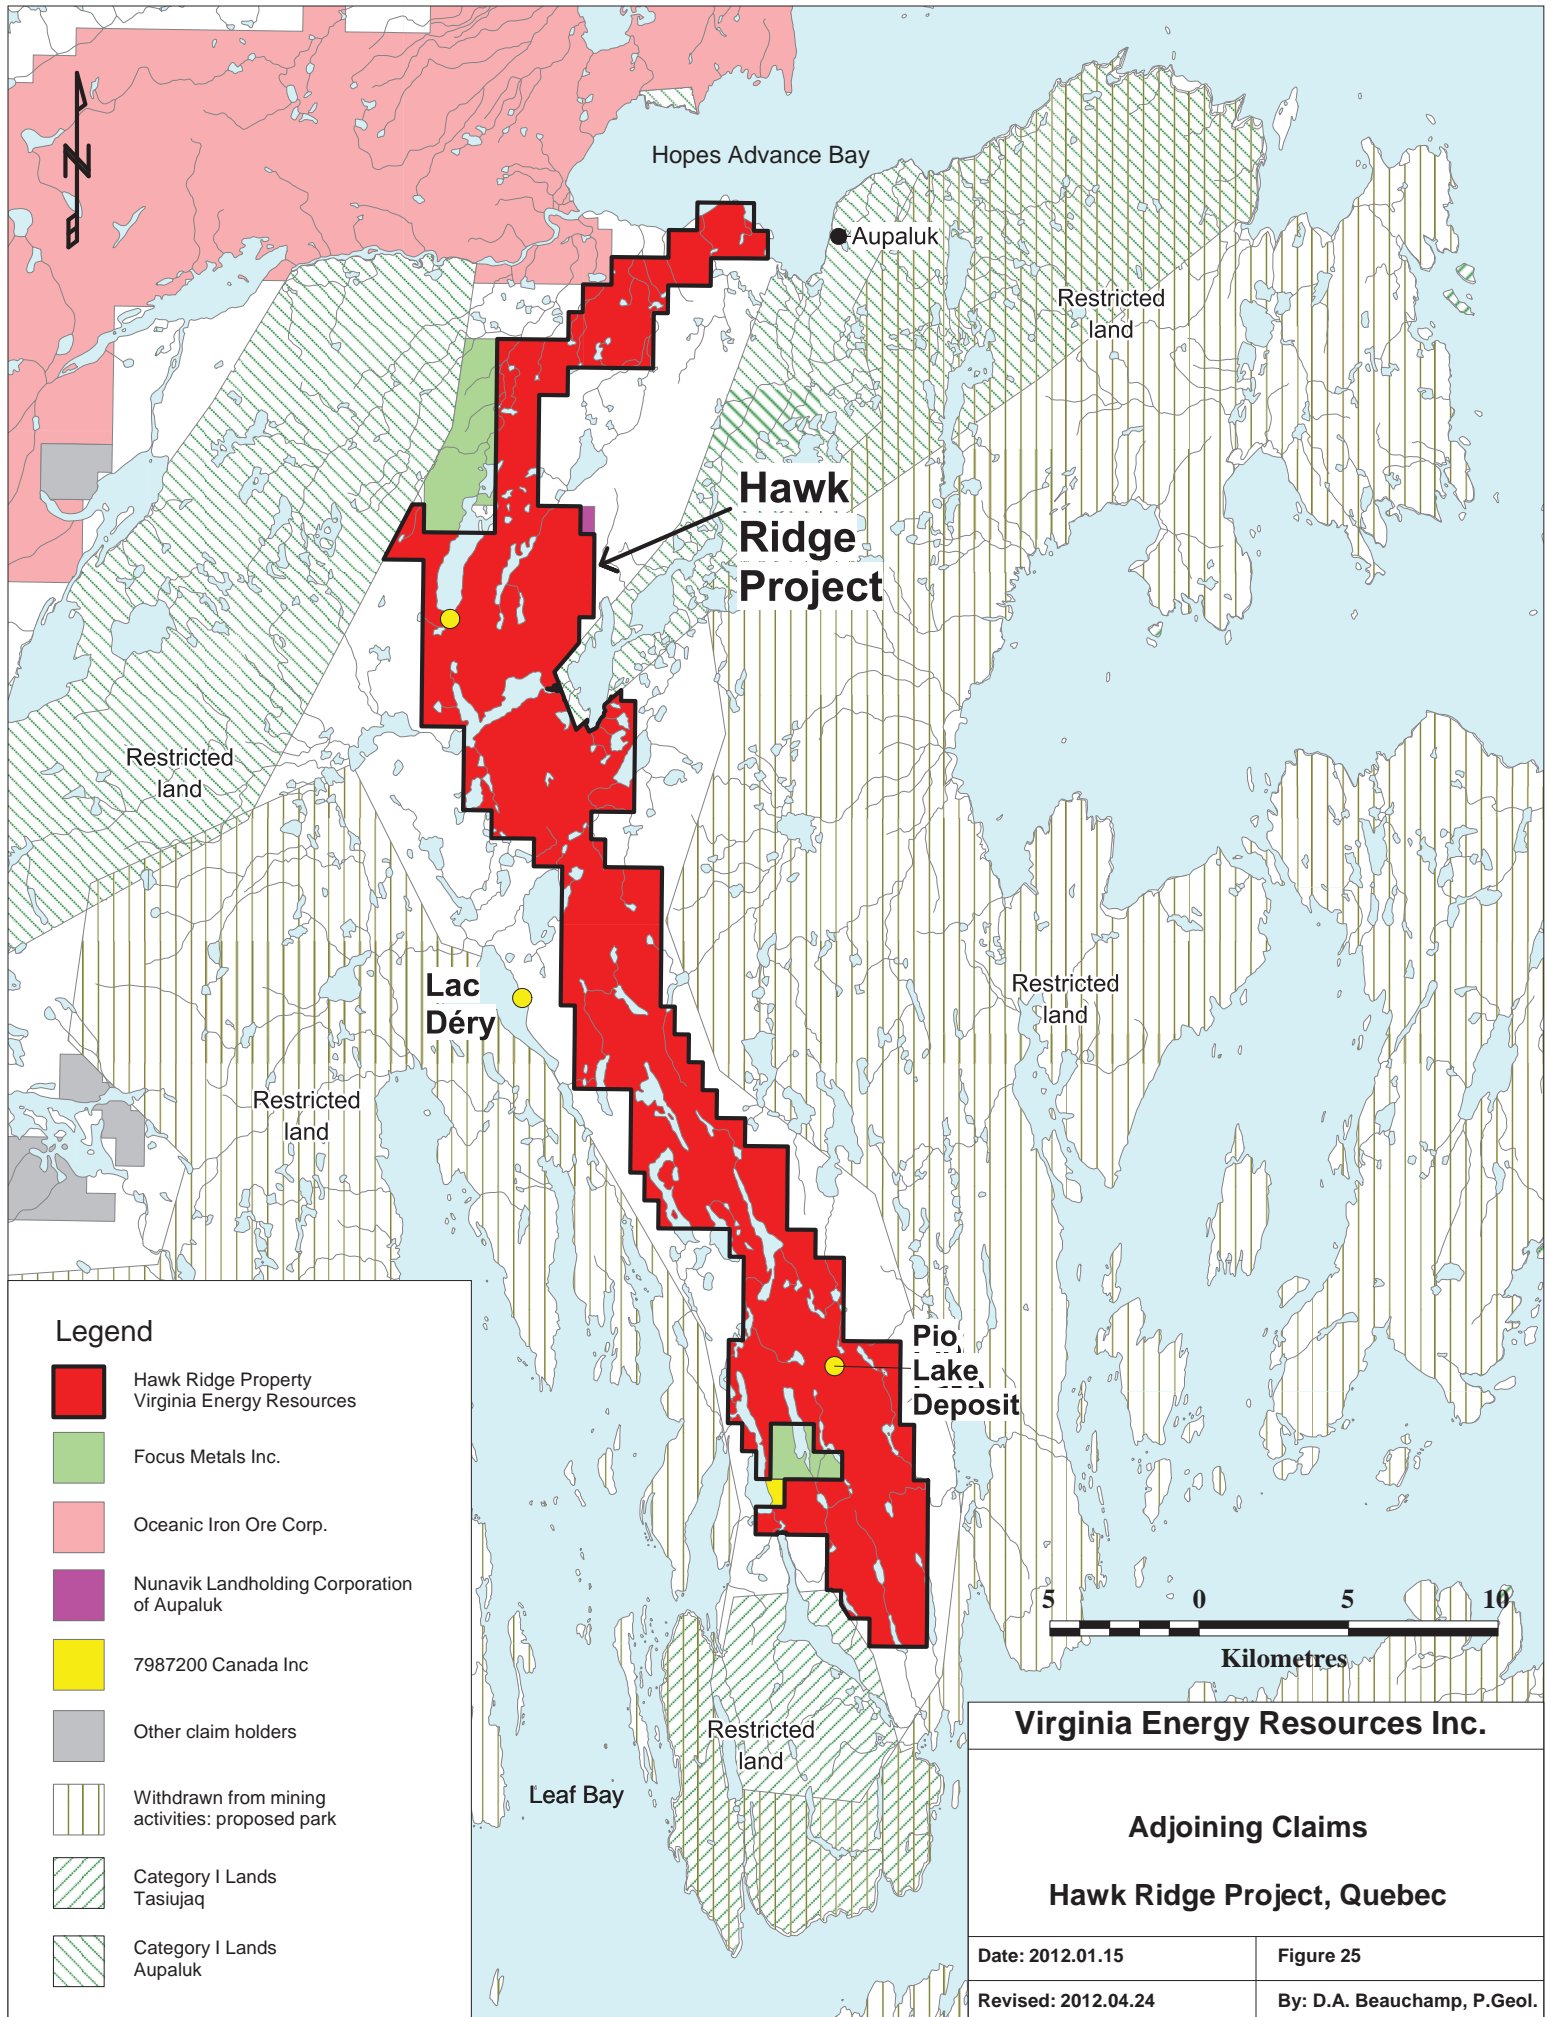 N
Hopes Advance Bay
Aupaluk
Restricted
land
Hawk
Ridge
Project
Restricted
land
Lac
Déry
Restricted
land
Restricted
land
Pio
Lake
Deposit
Legend
Hawk Ridge Property
Virginia Energy Resources
Focus Metals Inc.
Oceanic Iron Ore Corp.
Nunavik Landholding Corporation
of Aupaluk
7987200 Canada Inc
Other claim holders
Withdrawn from mining
activities: proposed park
Category I Lands
Tasiujaq
Category I Lands
Aupaluk
5 0 5 10
Kilometres
Restricted
land
Leaf Bay
Virginia Energy Resources Inc.
Adjoining Claims
Hawk Ridge Project, Quebec
Date: 2012.01.15
Figure 25
Revised: 2012.04.24
By: D.A. Beauchamp, P.Geol.